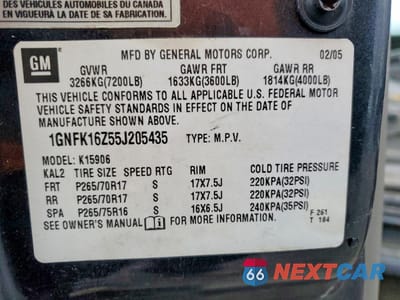 DES VÉHICULES AUTOMOBILES DU CANADA EN
VIGUEUR À LA DATE DE SA FABRICATION.
GM
MFD BY GENERAL MOTORS CORP. 02/05
GVWR GAWR FRT GAWR RR
3266KG(7200LB) 1633KG(3600LB) 1814KG(4000LB)
THIS VEHICLE CONFORMS TO ALL APPLICABLE U.S. FEDERAL MOTOR
VEHICLE SAFETY STANDARDS IN EFFECT ON THE DATE OF
MANUFACTURE SHOWN ABOVE.
1GNFK16Z55J205435 TYPE: M.P.V.
MODEL: K15906
KAL2 TIRE SIZE SPEED RTG RIM COLD TIRE PRESSURE
FRT P265/70R17 S 17X7.5J 220KPA(32PSI)
RR P265/70R17 S 17X7.5J 220KPA(32PSI)
SPA P265/75R16 S 16X6.5J 240KPA(35PSI)
SEE OWNER'S MANUAL FOR MORE INFORMATION.
F 261
T 184
66 NEXTCAR